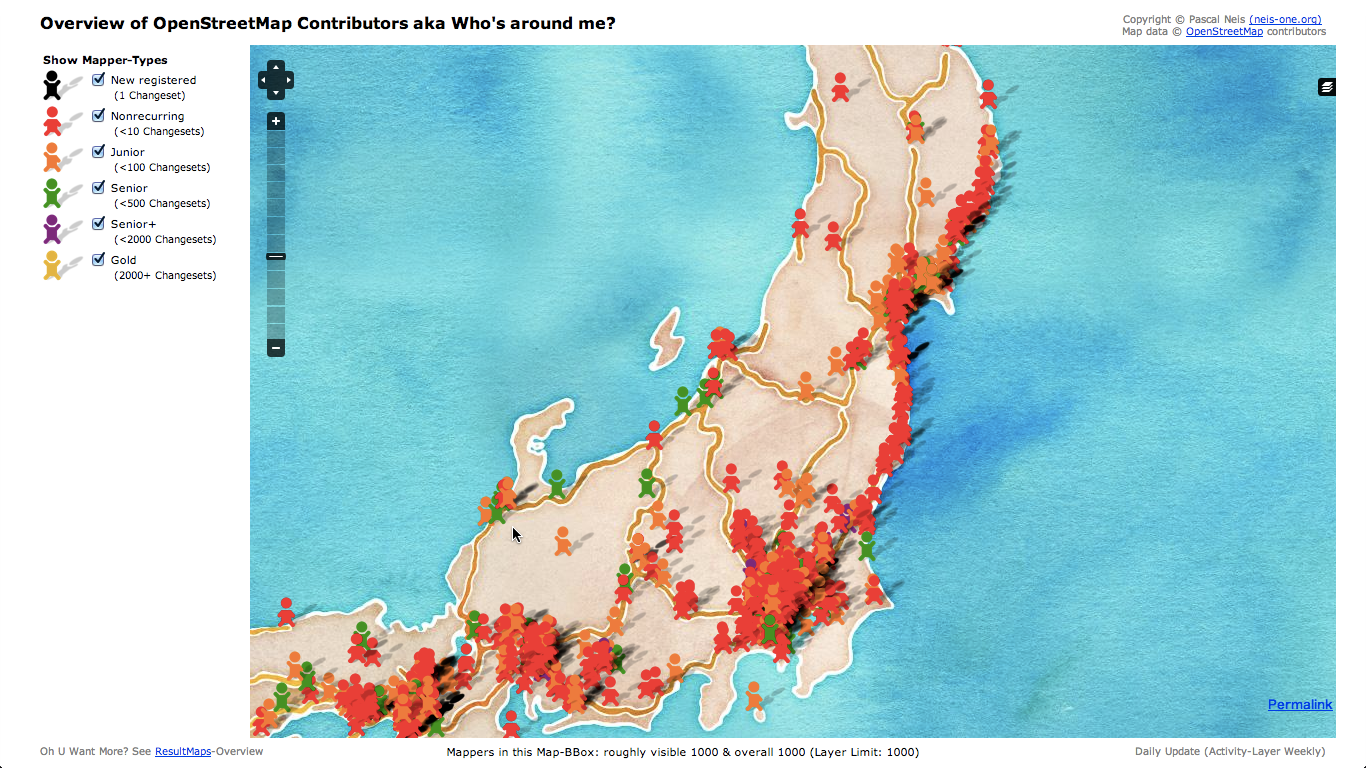 Overview of OpenStreetMap Contributors aka Who's around me?
Copyright © Pascal Neis (neis-one.org)
Map data © OpenStreetMap contributors
Show Mapper-Types
New registered
(1 Changeset)
Nonrecurring
(<10 Changesets)
Junior
(<100 Changesets)
Senior
(<500 Changesets)
Senior+
(<2000 Changesets)
Gold
(2000+ Changesets)
Permalink
Oh U Want More? See ResultMaps-Overview
Mappers in this Map-BBox: roughly visible 1000 & overall 1000 (Layer Limit: 1000)
Daily Update (Activity-Layer Weekly)